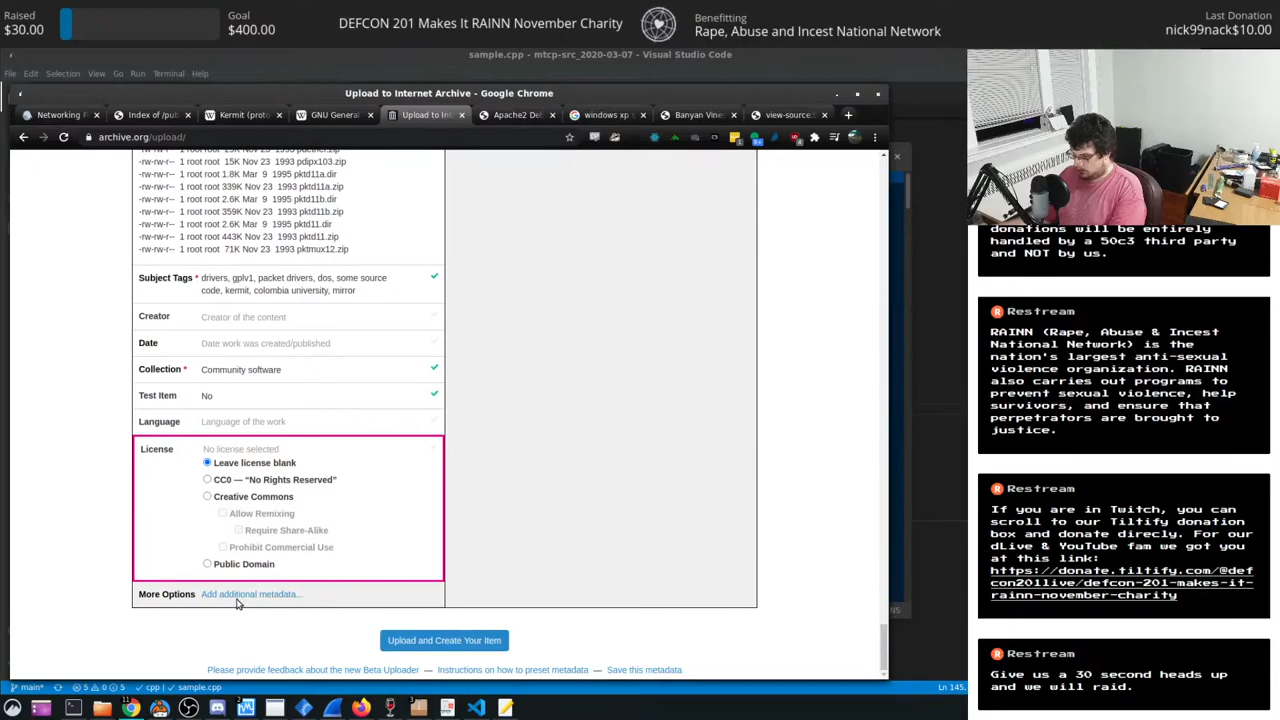 Raised
$30.00
Goal
$400.00
DEFCON 201 Makes It RAINN November Charity
Benefitting
Rape, Abuse and Incest National Network
Last Donation
nick99nack$10.00
sample.cpp - mtcp-src_2020-03-07 - Visual Studio Code
File Edit Selection View Go Run Terminal Help
Upload to Internet Archive - Google Chrome
Networking F
Index of /pub
Kermit (proto
GNU General
Upload to Int
Apache2 Deb
windows xp s
Banyan Vines
view-source:
archive.org/upload/
-rw-rw-r-- 1 root root 15K Nov 23 1993 pdipx103.zip
-rw-rw-r-- 1 root root 1.8K Mar 9 1995 pktd11a.dir
-rw-rw-r-- 1 root root 339K Nov 23 1993 pktd11a.zip
-rw-rw-r-- 1 root root 2.6K Mar 9 1995 pktd11b.dir
-rw-rw-r-- 1 root root 359K Nov 23 1993 pktd11b.zip
-rw-rw-r-- 1 root root 2.6K Mar 9 1995 pktd11.dir
-rw-rw-r-- 1 root root 443K Nov 23 1993 pktd11.zip
-rw-rw-r-- 1 root root 71K Nov 23 1993 pktmux12.zip
Subject Tags * drivers, gplv1, packet drivers, dos, some source
code, kermit, colombia university, mirror
Creator Creator of the content
Date Date work was created/published
Collection * Community software
Test Item No
Language Language of the work
License No license selected
Leave license blank
CC0 — “No Rights Reserved”
Creative Commons
Allow Remixing
Require Share-Alike
Prohibit Commercial Use
Public Domain
More Options Add additional metadata...
Upload and Create Your Item
Please provide feedback about the new Beta Uploader — Instructions on how to preset metadata — Save this metadata
main* 5 0 5 cpp | sample.cpp
Ln 145,
donations will be entirely
handled by a 50c3 third party
and NOT by us.
Restream
RAINN (Rape, Abuse & Incest
National Network) is the
nation's largest anti-sexual
violence organization. RAINN
also carries out programs to
prevent sexual violence, help
survivors, and ensure that
perpetrators are brought to
justice.
Restream
If you are in Twitch, you can
scroll to our Tiltify donation
box and donate direcly. For our
dLive & YouTube fam we got you
at this link:
https://donate.tiltify.com/@def
con201live/defcon-201-makes-it-
rainn-november-charity
Restream
Give us a 30 second heads up
and we will raid.